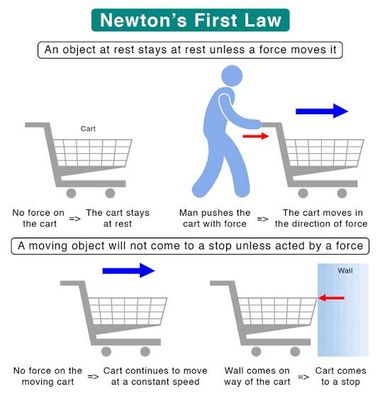 Newton's First Law
An object at rest stays at rest unless a force moves it
Cart
No force on
the cart
=>
The cart stays
at rest
Man pushes the
cart with force
=>
The cart moves in
the direction of force
A moving object will not come to a stop unless acted by a force
Wall
No force on the
moving cart
=>
Cart continues to move
at a constant speed
Wall comes on
way of the cart
=>
Cart comes
to a stop